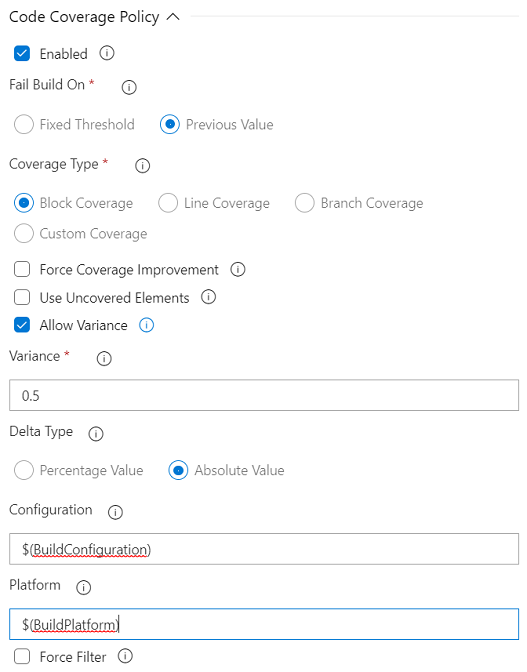 Code Coverage Policy
Enabled
Fail Build On *
Fixed Threshold Previous Value
Coverage Type *
Block Coverage Line Coverage Branch Coverage
Custom Coverage
Force Coverage Improvement
Use Uncovered Elements
Allow Variance
Variance *
0.5
Delta Type
Percentage Value Absolute Value
Configuration
$(BuildConfiguration)
Platform
$(BuildPlatform)
Force Filter